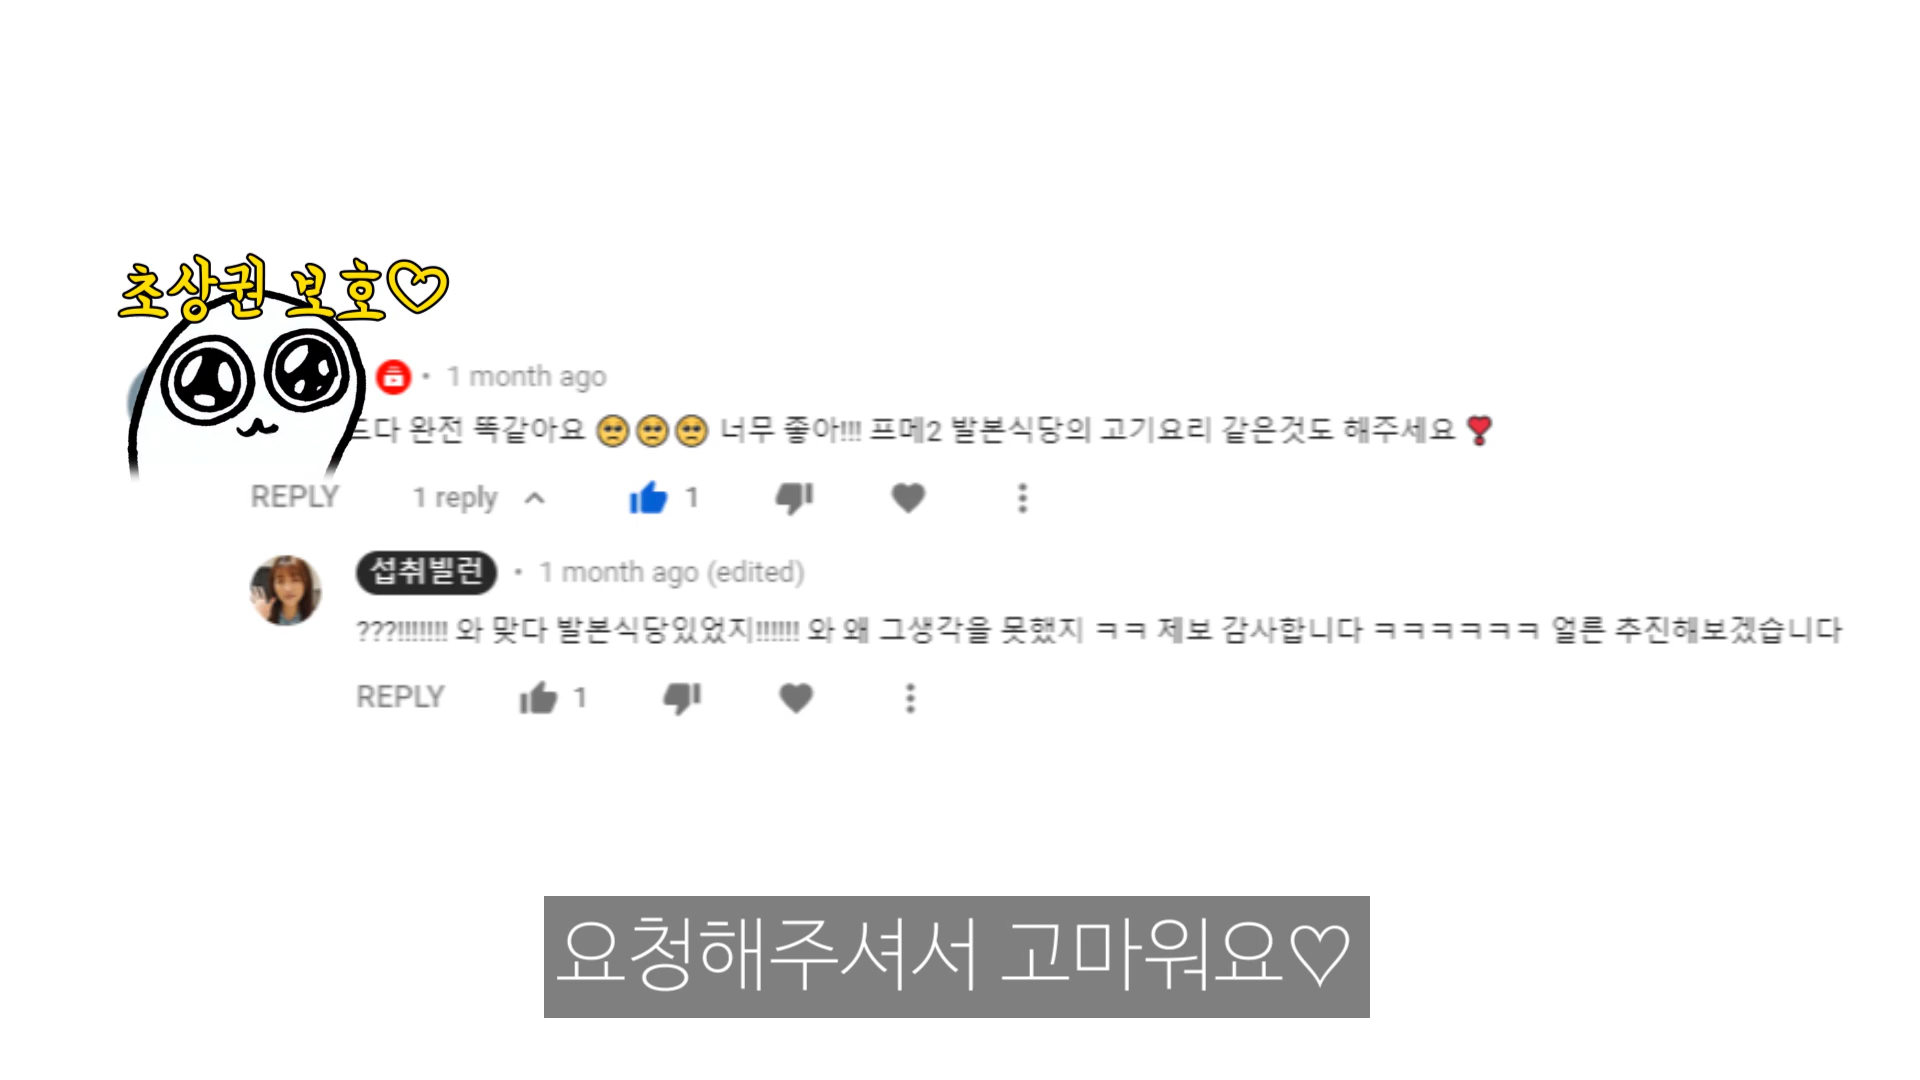 초상권 보호♡
• 1 month ago
드다 완전 똑같아요 🥺🥺🥺 너무 좋아!!! 프메2 발본식당의 고기요리 같은것도 해주세요❣️
REPLY 1 reply 1
섭취빌런 • 1 month ago (edited)
???!!!!!!! 와 맞다 발본식당있었지!!!!!! 와 왜 그생각을 못했지 ㅋㅋ 제보 감사합니다 ㅋㅋㅋㅋㅋㅋ 얼른 추진해보겠습니다
REPLY 1
요청해주셔서 고마워요♡